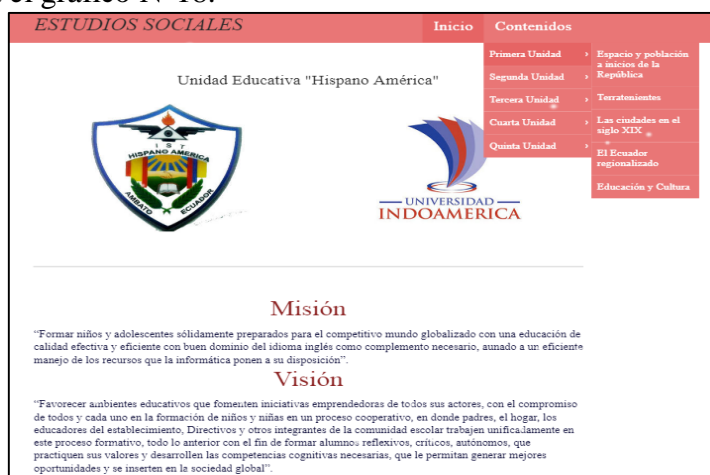 el gráfico N 18.
ESTUDIOS SOCIALES
Inicio Contenidos
Primera Unidad ›
Segunda Unidad ›
Tercera Unidad ›
Cuarta Unidad ›
Quinta Unidad ›
Espacio y población
a inicios de la
República
Terratenientes
Las ciudades en el
siglo XIX
El Ecuador
regionalizado
Educación y Cultura
Unidad Educativa "Hispano América"
I S T
HISPANO AMERICA
AMBATO ECUADOR
UNIVERSIDAD
INDOAMERICA
Misión
“Formar niños y adolescentes sólidamente preparados para el competitivo mundo globalizado con una educación de
calidad efectiva y eficiente con buen dominio del idioma inglés como complemento necesario, aunado a un eficiente
manejo de los recursos que la informática ponen a su disposición”.
Visión
“Favorecer ambientes educativos que fomenten iniciativas emprendedoras de todos sus actores, con el compromiso
de todos y cada uno en la formación de niños y niñas en un proceso cooperativo, en donde padres, el hogar, los
educadores del establecimiento, Directivos y otros integrantes de la comunidad escolar trabajen unificadamente en
este proceso formativo, todo lo anterior con el fin de formar alumnos reflexivos, críticos, autónomos, que
practiquen sus valores y desarrollen las competencias cognitivas necesarias, que le permitan generar mejores
oportunidades y se inserten en la sociedad global”.